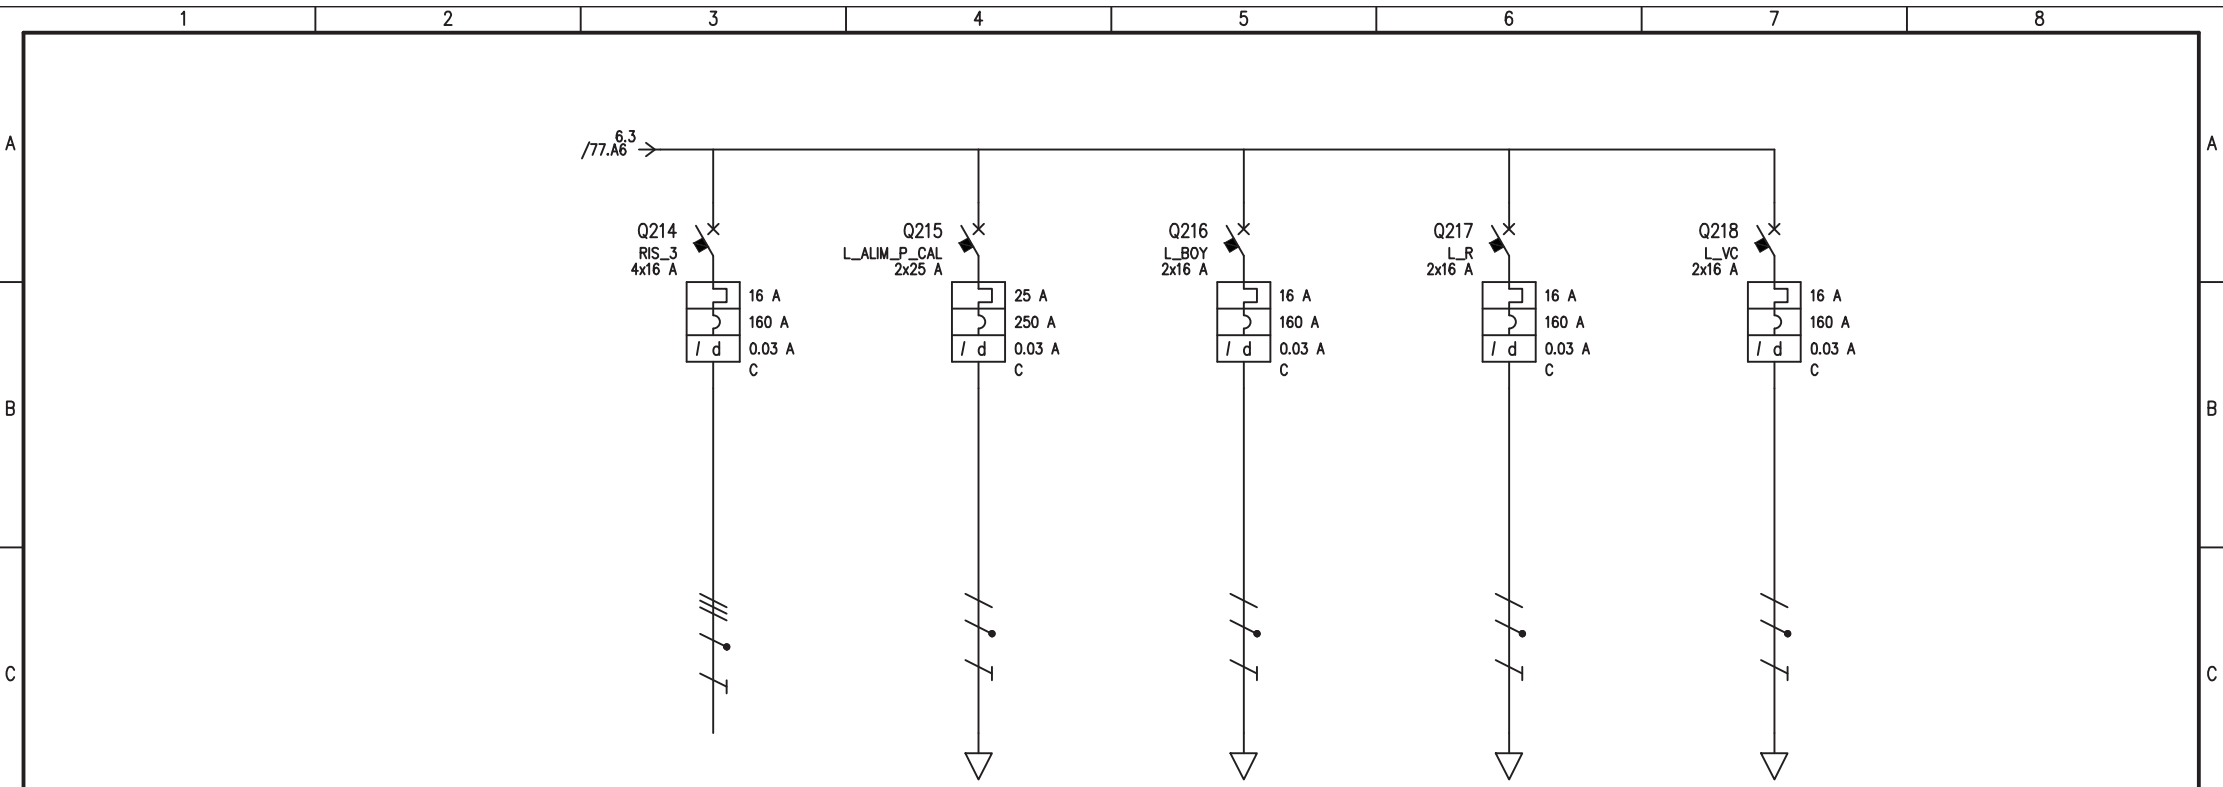 1 2 3 4 5 6 7 8
A A
6.3
/77.A6
Q214 Q215 Q216 Q217 Q218
RIS_3 L_ALIM_P_CAL L_BOY L_R L_VC
4x16 A 2x25 A 2x16 A 2x16 A 2x16 A
16 A 25 A 16 A 16 A 16 A
160 A 250 A 160 A 160 A 160 A
I d 0.03 A I d 0.03 A I d 0.03 A I d 0.03 A I d 0.03 A
C C C C C
B B
C C